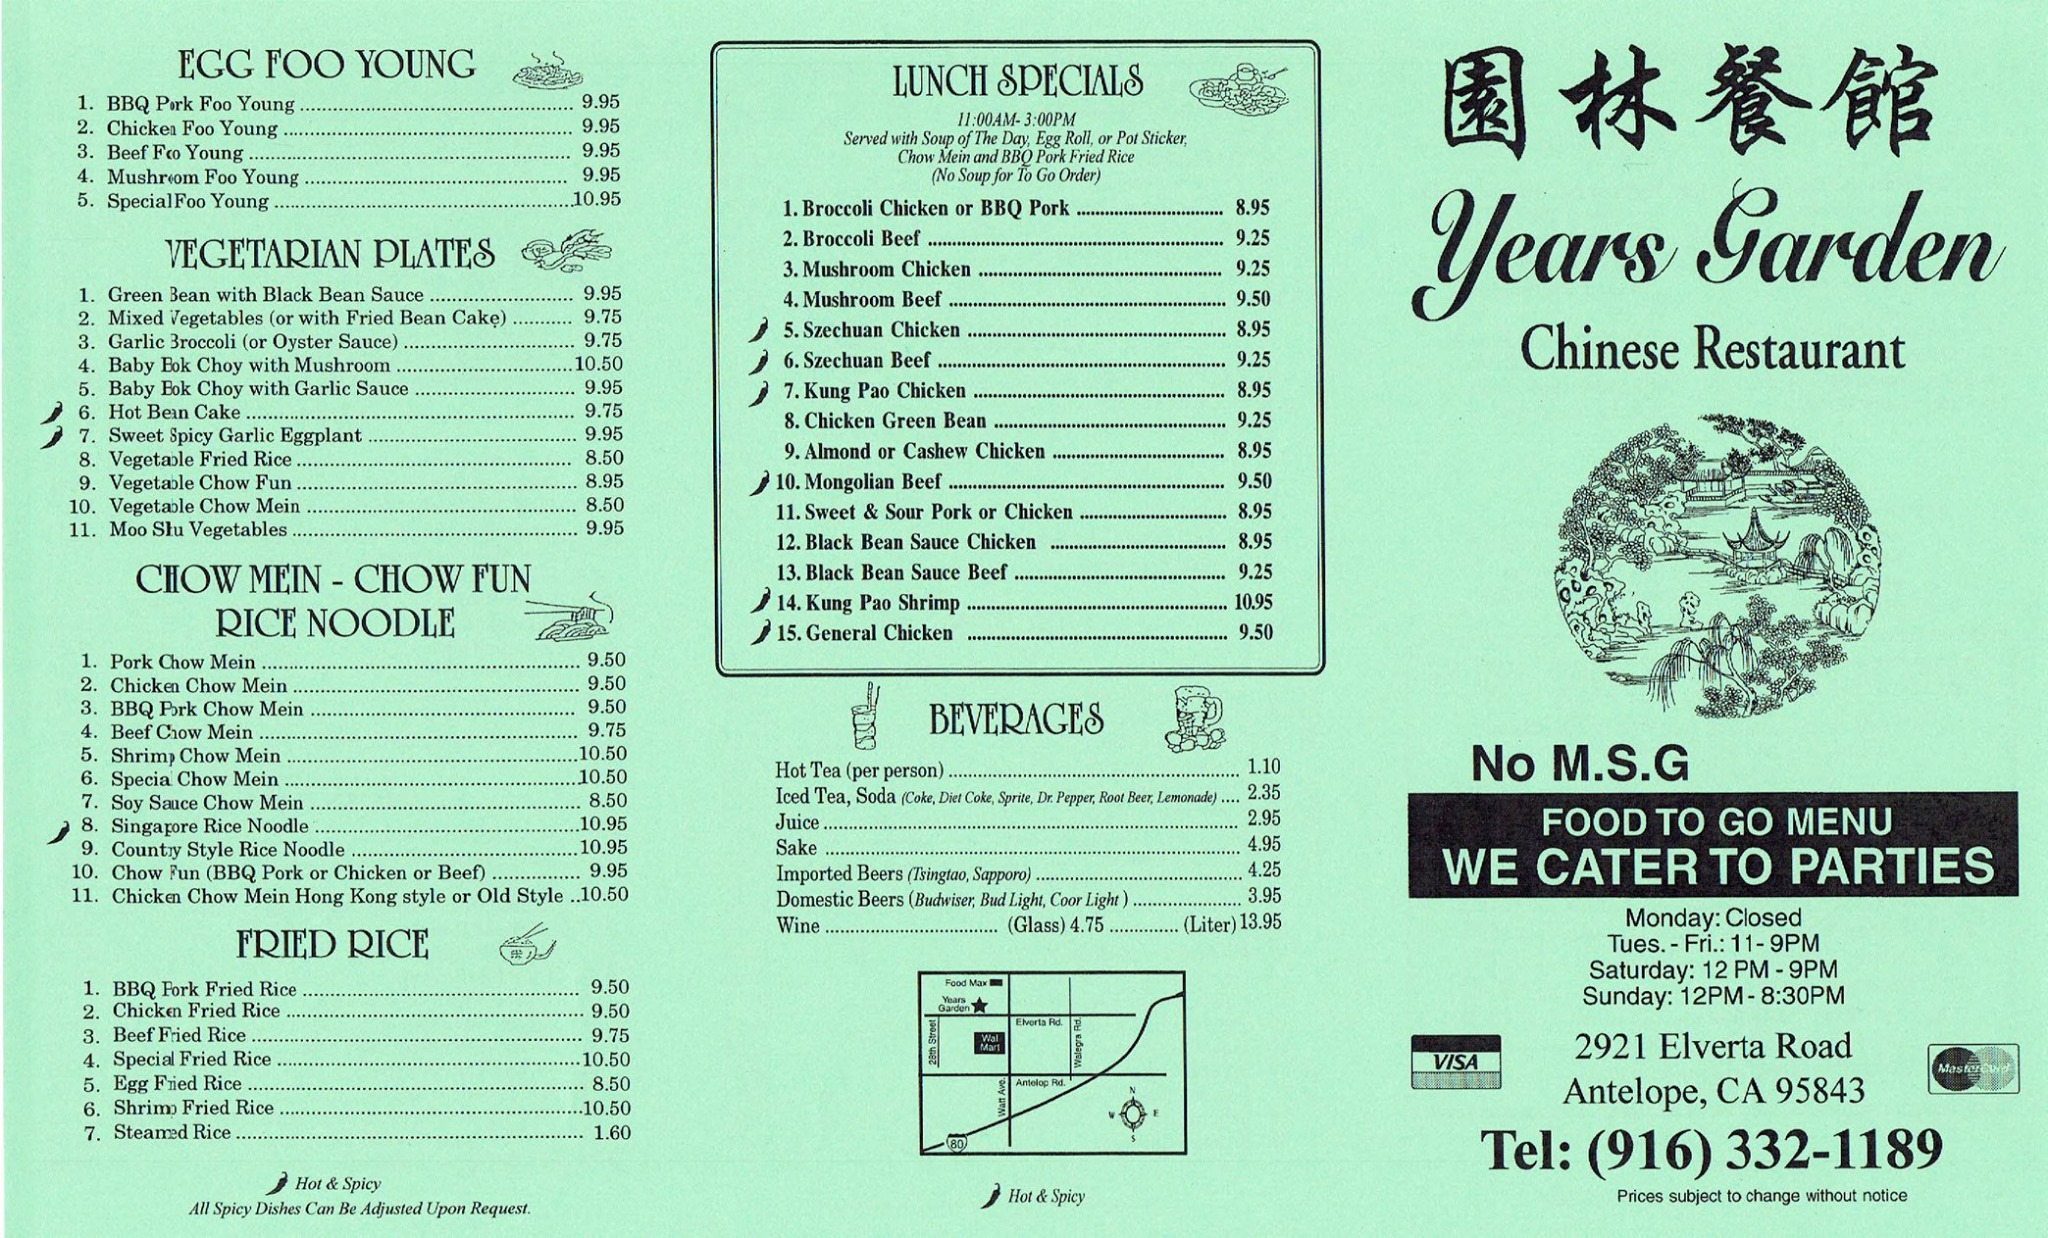 EGG FOO YOUNG
1. BBQ Pork Foo Young 9.95
2. Chicken Foo Young 9.95
3. Beef Foo Young 9.95
4. Mushroom Foo Young 9.95
5. Special Foo Young 10.95
VEGETARIAN PLATES
1. Green Bean with Black Bean Sauce 9.95
2. Mixed Vegetables (or with Fried Bean Cake) 9.75
3. Garlic Broccoli (or Oyster Sauce) 9.75
4. Baby Bok Choy with Mushroom 10.50
5. Baby Bok Choy with Garlic Sauce 9.95
6. Hot Bean Cake 9.75
7. Sweet Spicy Garlic Eggplant 9.95
8. Vegetable Fried Rice 8.50
9. Vegetable Chow Fun 8.95
10. Vegetable Chow Mein 8.50
11. Moo Shu Vegetables 9.95
CHOW MEIN - CHOW FUN
RICE NOODLE
1. Pork Chow Mein 9.50
2. Chicken Chow Mein 9.50
3. BBQ Pork Chow Mein 9.50
4. Beef Chow Mein 9.75
5. Shrimp Chow Mein 10.50
6. Special Chow Mein 10.50
7. Soy Sauce Chow Mein 8.50
8. Singapore Rice Noodle 10.95
9. Country Style Rice Noodle 10.95
10. Chow Fun (BBQ Pork or Chicken or Beef) 9.95
11. Chicken Chow Mein Hong Kong style or Old Style 10.50
FRIED RICE
1. BBQ Pork Fried Rice 9.50
2. Chicken Fried Rice 9.50
3. Beef Fried Rice 9.75
4. Special Fried Rice 10.50
5. Egg Fried Rice 8.50
6. Shrimp Fried Rice 10.50
7. Steamed Rice 1.60
Hot & Spicy
All Spicy Dishes Can Be Adjusted Upon Request.
LUNCH SPECIALS
11:00AM- 3:00PM
Served with Soup of The Day, Egg Roll, or Pot Sticker,
Chow Mein and BBQ Pork Fried Rice
(No Soup for To Go Order)
1. Broccoli Chicken or BBQ Pork 8.95
2. Broccoli Beef 9.25
3. Mushroom Chicken 9.25
4. Mushroom Beef 9.50
5. Szechuan Chicken 8.95
6. Szechuan Beef 9.25
7. Kung Pao Chicken 8.95
8. Chicken Green Bean 9.25
9. Almond or Cashew Chicken 8.95
10. Mongolian Beef 9.50
11. Sweet & Sour Pork or Chicken 8.95
12. Black Bean Sauce Chicken 8.95
13. Black Bean Sauce Beef 9.25
14. Kung Pao Shrimp 10.95
15. General Chicken 9.50
BEVERAGES
Hot Tea (per person) 1.10
Iced Tea, Soda (Coke, Diet Coke, Sprite, Dr. Pepper, Root Beer, Lemonade) 2.35
Juice 2.95
Sake 4.95
Imported Beers (Tsingtao, Sapporo) 4.25
Domestic Beers (Budwiser, Bud Light, Coor Light ) 3.95
Wine (Glass) 4.75 (Liter) 13.95
Food Max
Years
Garden
28th Street
Elverta Rd.
Walegra Rd.
Wal
Mart
Watt Ave.
Antelop Rd.
80
N
W E
S
Hot & Spicy
園林餐館
Years Garden
Chinese Restaurant
No M.S.G
FOOD TO GO MENU
WE CATER TO PARTIES
Monday: Closed
Tues. - Fri.: 11- 9PM
Saturday: 12 PM - 9PM
Sunday: 12PM - 8:30PM
VISA
MasterCard
2921 Elverta Road
Antelope, CA 95843
Tel: (916) 332-1189
Prices subject to change without notice